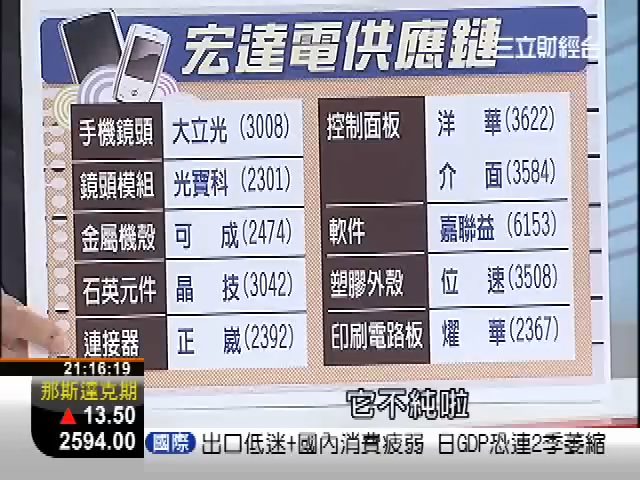 宏達電供應鏈
三立財經台
手機鏡頭 大立光 (3008)
鏡頭模組 光寶科 (2301)
金屬機殼 可 成 (2474)
石英元件 晶 技 (3042)
連接器 正 崴 (2392)
控制面板 洋 華 (3622)
介 面 (3584)
軟件 嘉聯益 (6153)
塑膠外殼 位 速 (3508)
印刷電路板 燿 華 (2367)
它不純啦
21:16:19
那斯達克期
▲ 13.50
2594.00
國際 出口低迷+國內消費疲弱 日GDP恐連2季萎縮